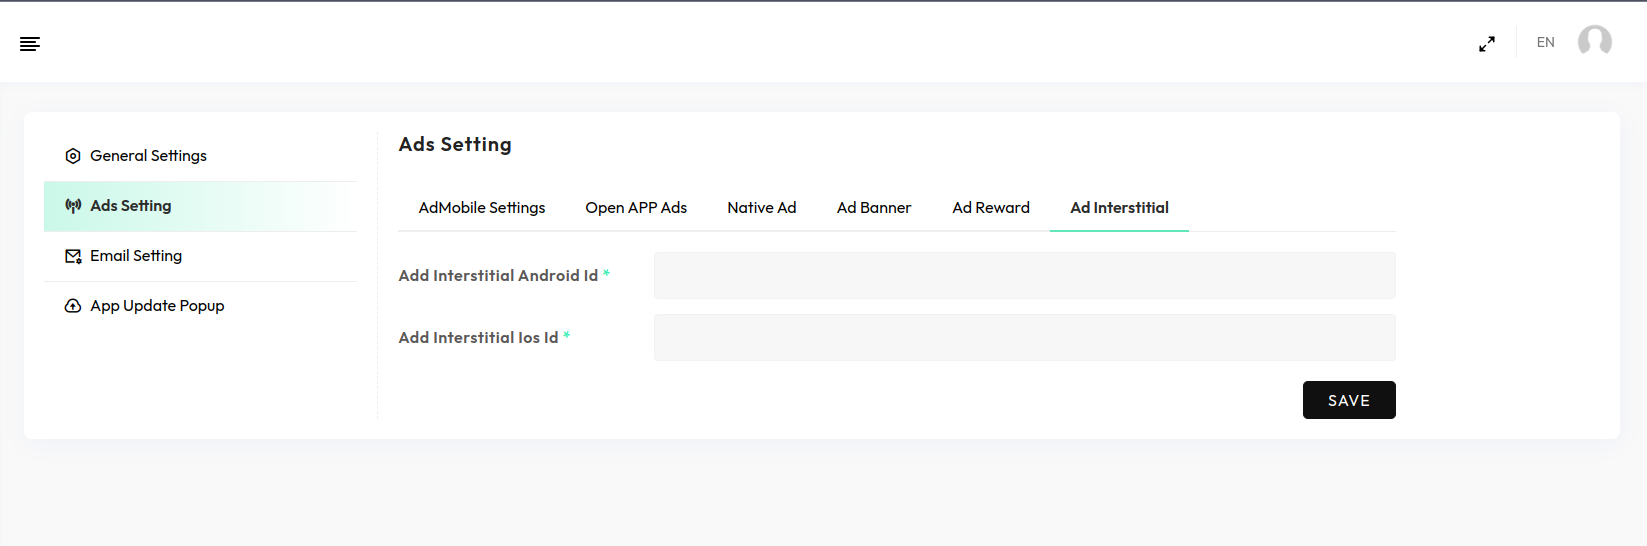 EN
General Settings
Ads Setting
Email Setting
App Update Popup
Ads Setting
AdMobile Settings Open APP Ads Native Ad Ad Banner Ad Reward Ad Interstitial
Add Interstitial Android Id *
Add Interstitial Ios Id *
SAVE